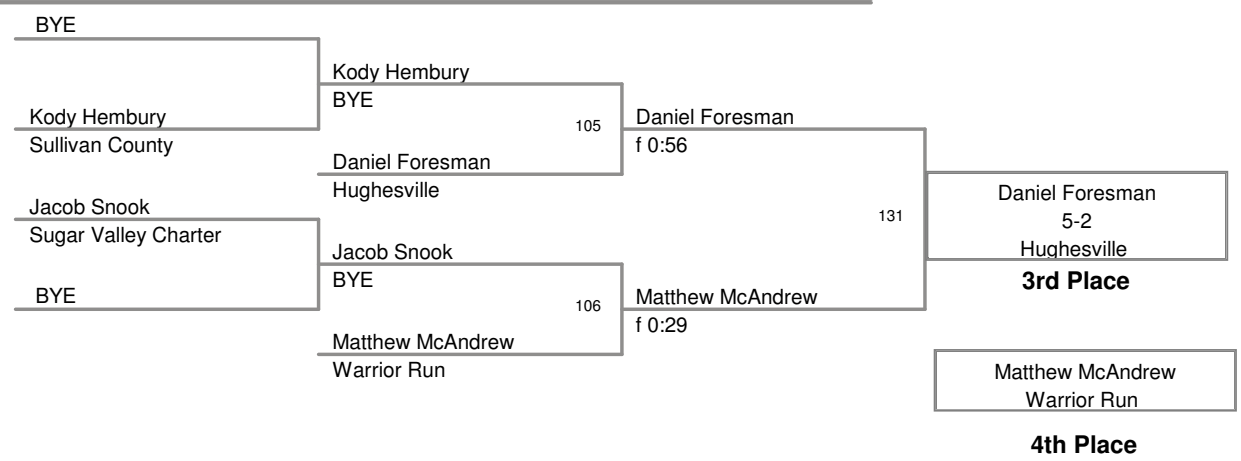 BYE
Kody Hembury
Sullivan County
Jacob Snook
Sugar Valley Charter
BYE
Kody Hembury
BYE
105
Daniel Foresman
Hughesville
Jacob Snook
BYE
106
Matthew McAndrew
Warrior Run
Daniel Foresman
f 0:56
131
Matthew McAndrew
f 0:29
Daniel Foresman
5-2
Hughesville
3rd Place
Matthew McAndrew
Warrior Run
4th Place